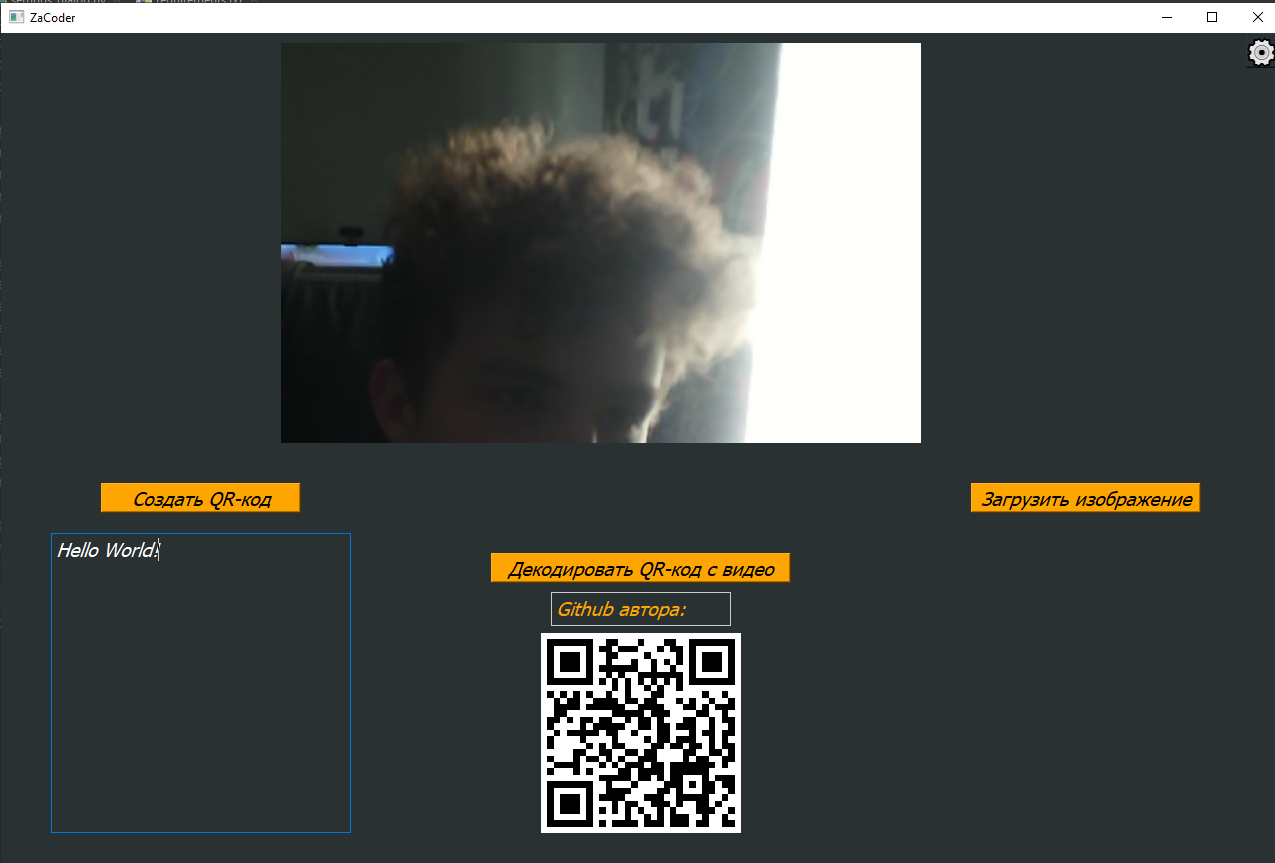 ZaCoder
Создать QR-код
Загрузить изображение
Hello World!
Декодировать QR-код с видео
Github автора: